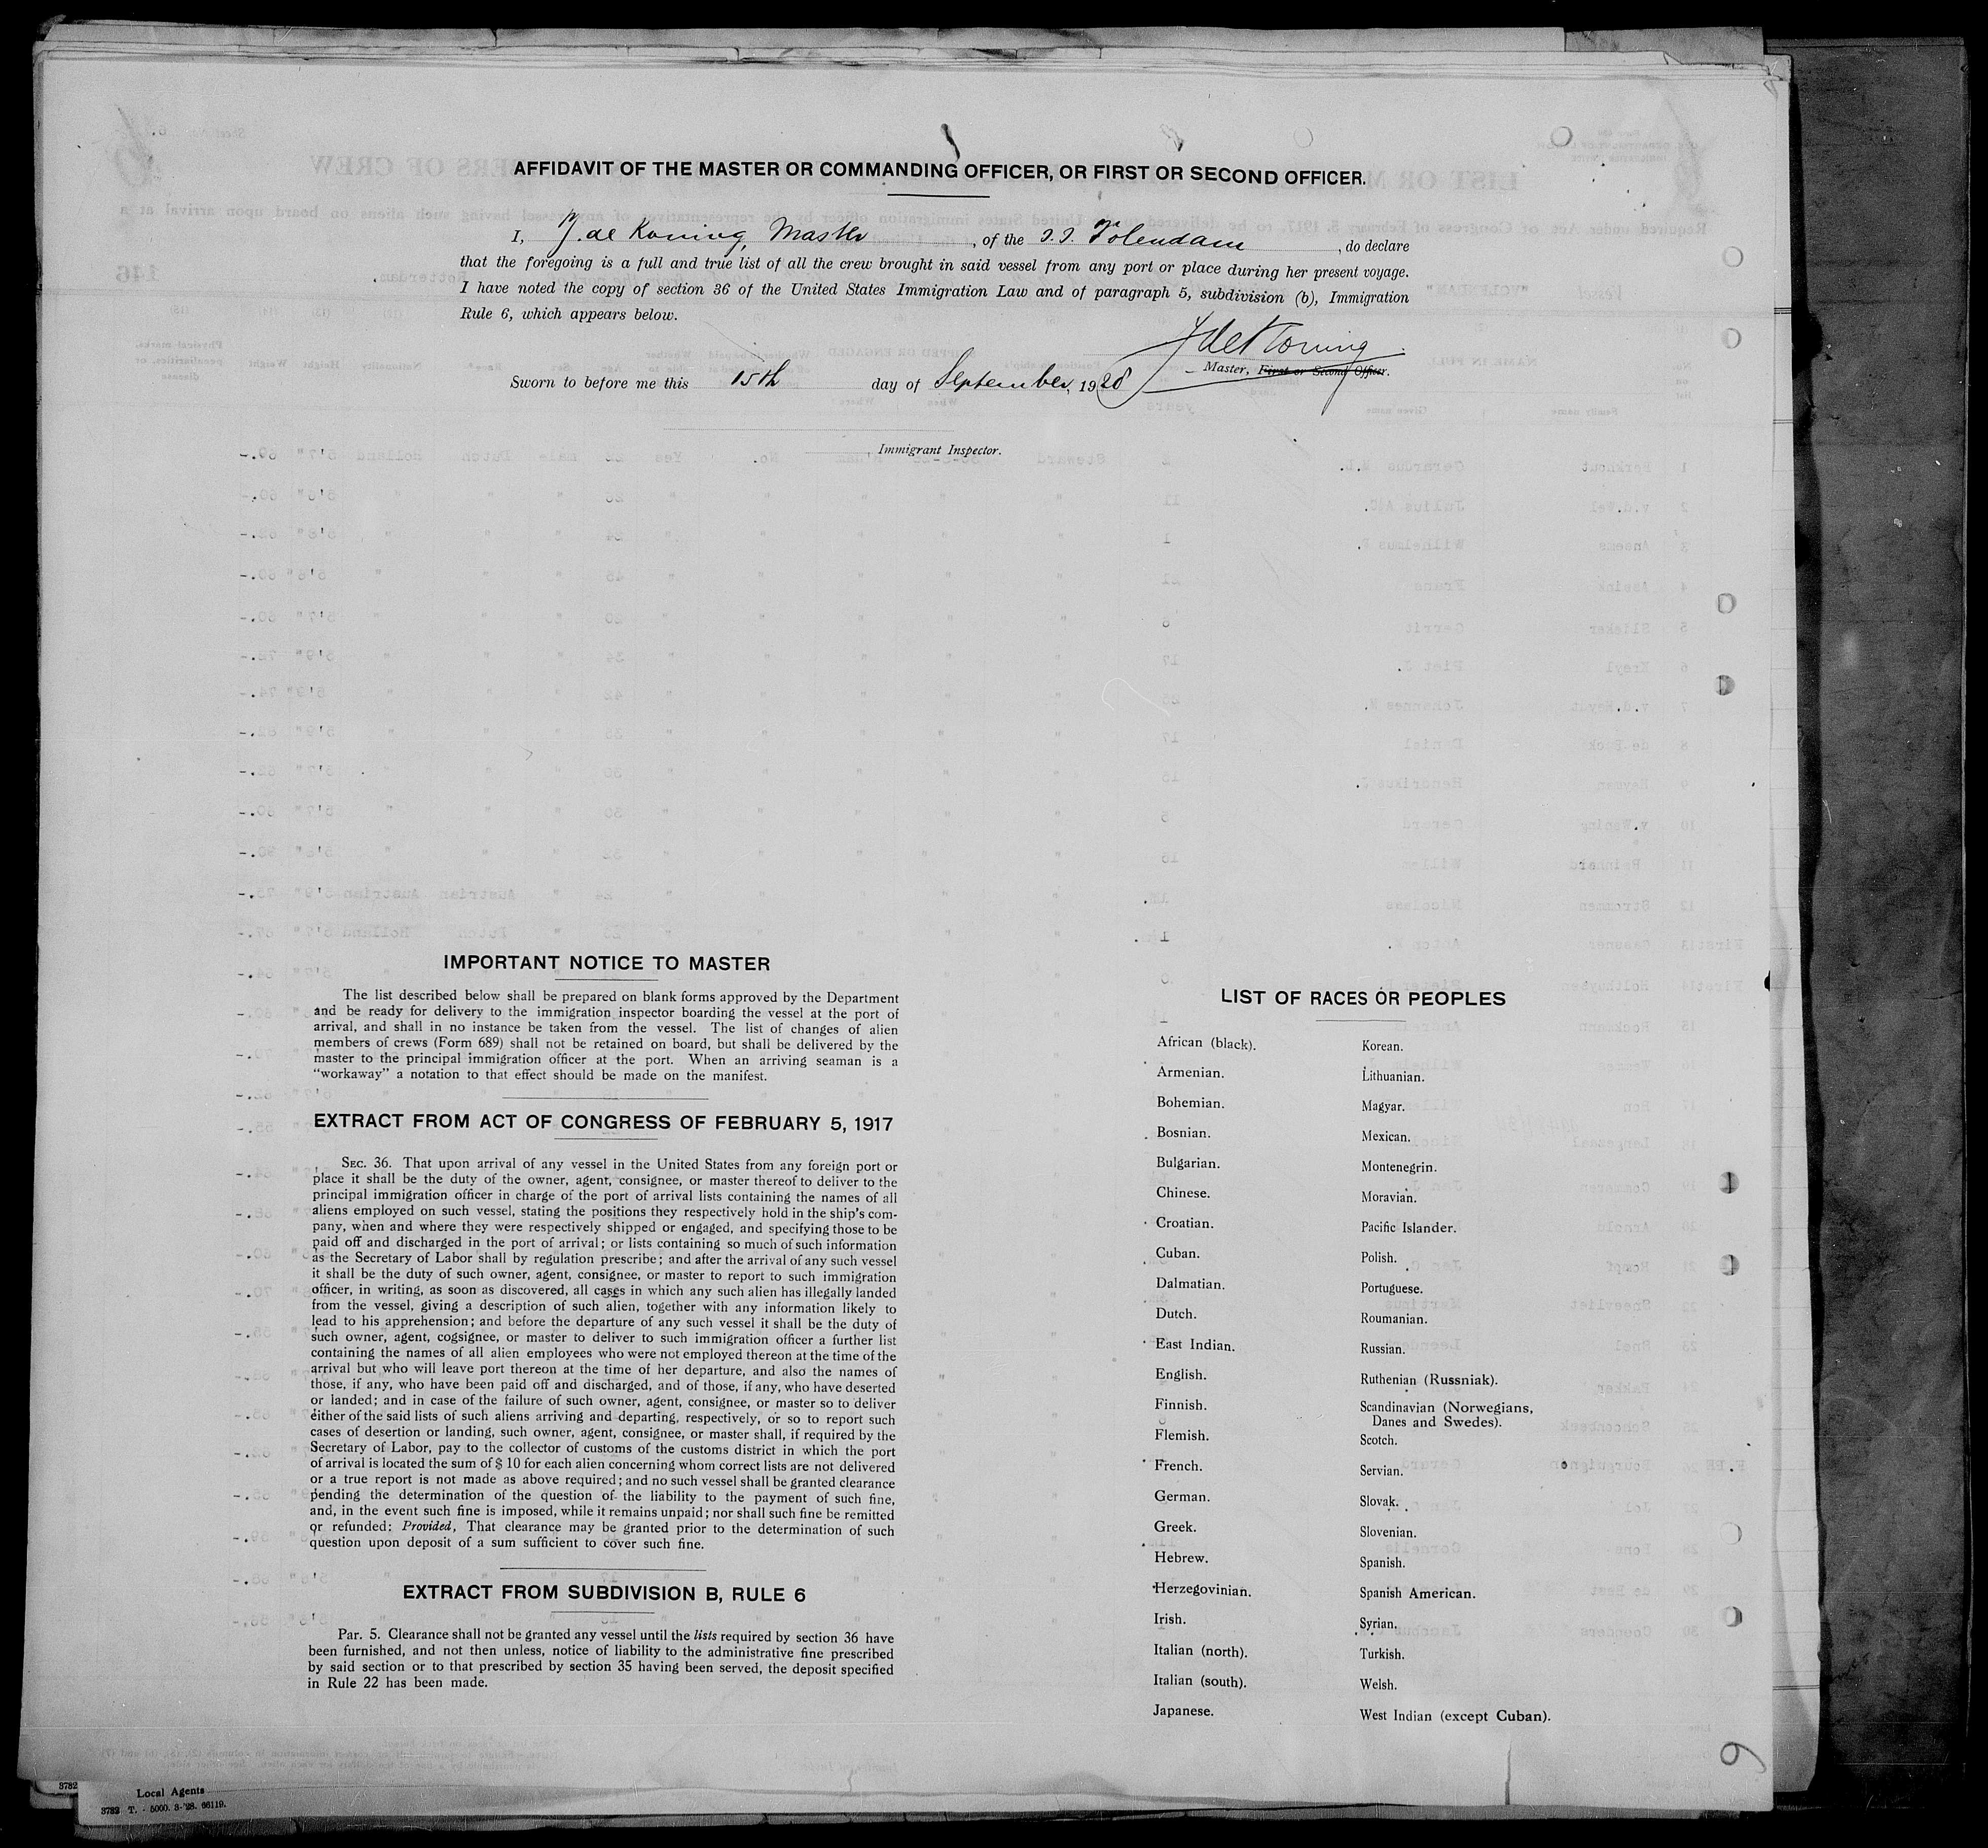 AFFIDAVIT OF THE MASTER OR COMMANDING OFFICER, OR FIRST OR SECOND OFFICER.
I, J. de Koning, Master, of the S.S. Volendam, do declare
that the foregoing is a full and true list of all the crew brought in said vessel from any port or place during her present voyage.
I have noted the copy of section 36 of the United States Immigration Law and of paragraph 5, subdivision (b), Immigration
Rule 6, which appears below.
J de Koning
Master, First or Second Officer.
Sworn to before me this 15th day of September, 1928
Immigrant Inspector.
IMPORTANT NOTICE TO MASTER
The list described below shall be prepared on blank forms approved by the Department
and be ready for delivery to the immigration inspector boarding the vessel at the port of
arrival, and shall in no instance be taken from the vessel. The list of changes of alien
members of crews (Form 689) shall not be retained on board, but shall be delivered by the
master to the principal immigration officer at the port. When an arriving seaman is a
"workaway" a notation to that effect should be made on the manifest.
EXTRACT FROM ACT OF CONGRESS OF FEBRUARY 5, 1917
SEC. 36. That upon arrival of any vessel in the United States from any foreign port or
place it shall be the duty of the owner, agent, consignee, or master thereof to deliver to the
principal immigration officer in charge of the port of arrival lists containing the names of all
aliens employed on such vessel, stating the positions they respectively hold in the ship's com-
pany, when and where they were respectively shipped or engaged, and specifying those to be
paid off and discharged in the port of arrival; or lists containing so much of such information
as the Secretary of Labor shall by regulation prescribe; and after the arrival of any such vessel
it shall be the duty of such owner, agent, consignee, or master to report to such immigration
officer, in writing, as soon as discovered, all cases in which any such alien has illegally landed
from the vessel, giving a description of such alien, together with any information likely to
lead to his apprehension; and before the departure of any such vessel it shall be the duty of
such owner, agent, cogsignee, or master to deliver to such immigration officer a further list
containing the names of all alien employees who were not employed thereon at the time of the
arrival but who will leave port thereon at the time of her departure, and also the names of
those, if any, who have been paid off and discharged, and of those, if any, who have deserted
or landed; and in case of the failure of such owner, agent, consignee, or master so to deliver
either of the said lists of such aliens arriving and departing, respectively, or so to report such
cases of desertion or landing, such owner, agent, consignee, or master shall, if required by the
Secretary of Labor, pay to the collector of customs of the customs district in which the port
of arrival is located the sum of $ 10 for each alien concerning whom correct lists are not delivered
or a true report is not made as above required; and no such vessel shall be granted clearance
pending the determination of the question of the liability to the payment of such fine,
and, in the event such fine is imposed, while it remains unpaid; nor shall such fine be remitted
or refunded: Provided, That clearance may be granted prior to the determination of such
question upon deposit of a sum sufficient to cover such fine.
EXTRACT FROM SUBDIVISION B, RULE 6
Par. 5. Clearance shall not be granted any vessel until the lists required by section 36 have
been furnished, and not then unless, notice of liability to the administrative fine prescribed
by said section or to that prescribed by section 35 having been served, the deposit specified
in Rule 22 has been made.
LIST OF RACES OR PEOPLES
African (black).
Armenian.
Bohemian.
Bosnian.
Bulgarian.
Chinese.
Croatian.
Cuban.
Dalmatian.
Dutch.
East Indian.
English.
Finnish.
Flemish.
French.
German.
Greek.
Hebrew.
Herzegovinian.
Irish.
Italian (north).
Italian (south).
Japanese.
Korean.
Lithuanian.
Magyar.
Mexican.
Montenegrin.
Moravian.
Pacific Islander.
Polish.
Portuguese.
Roumanian.
Russian.
Ruthenian (Russniak).
Scandinavian (Norwegians,
Danes and Swedes).
Scotch.
Servian.
Slovak.
Slovenian.
Spanish.
Spanish American.
Syrian.
Turkish.
Welsh.
West Indian (except Cuban).
6
3782
Local Agents
3782 T. - 5000. 3-'28. 66119.